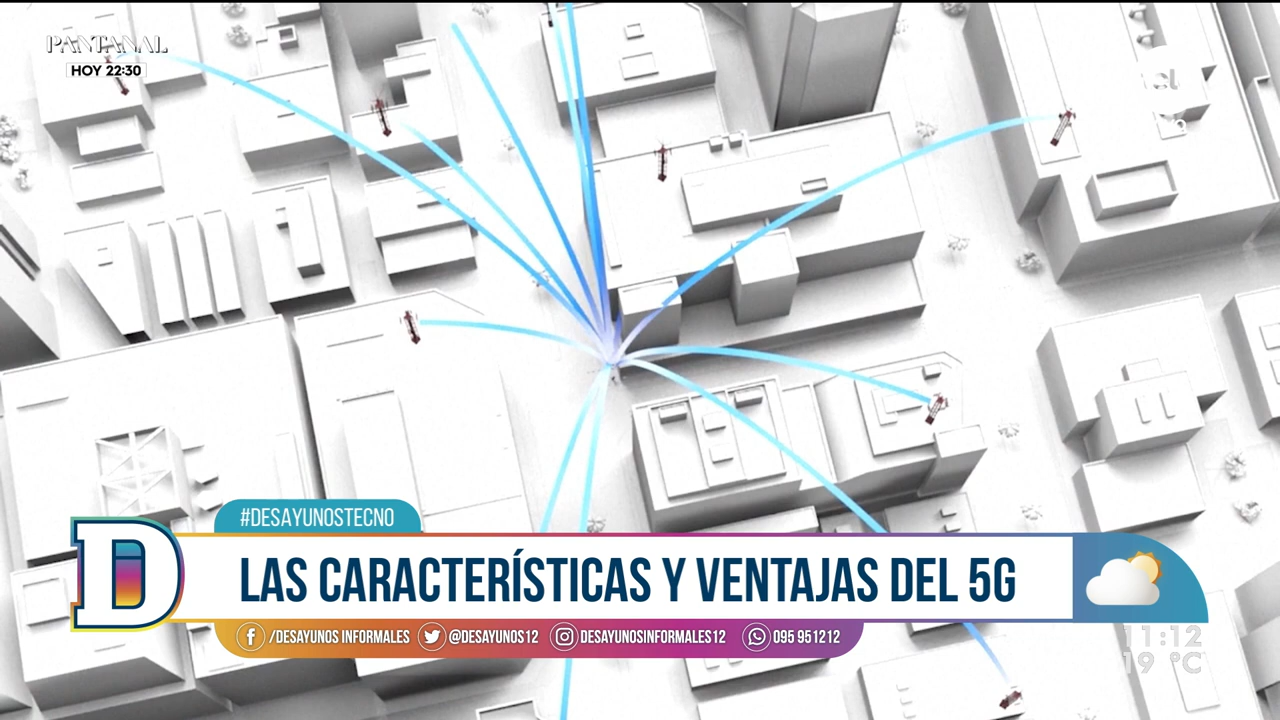 PANTANAL
HOY 22:30
#DESAYUNOSTECNO
D
LAS CARACTERÍSTICAS Y VENTAJAS DEL 5G
/DESAYUNOS INFORMALES @DESAYUNOS12 DESAYUNOSINFORMALES12 095 951212
11:12
19 °C